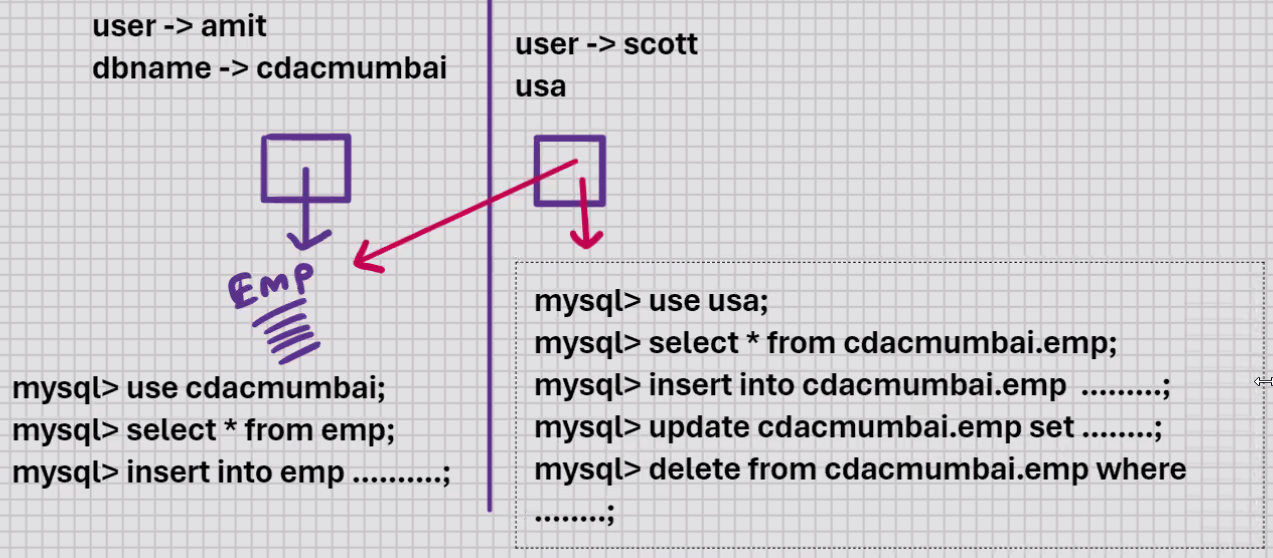 user -> amit
dbname -> cdacmumbai
Emp
mysql> use cdacmumbai;
mysql> select * from emp;
mysql> insert into emp ..........;
user -> scott
usa
mysql> use usa;
mysql> select * from cdacmumbai.emp;
mysql> insert into cdacmumbai.emp .........;
mysql> update cdacmumbai.emp set ........;
mysql> delete from cdacmumbai.emp where
........;